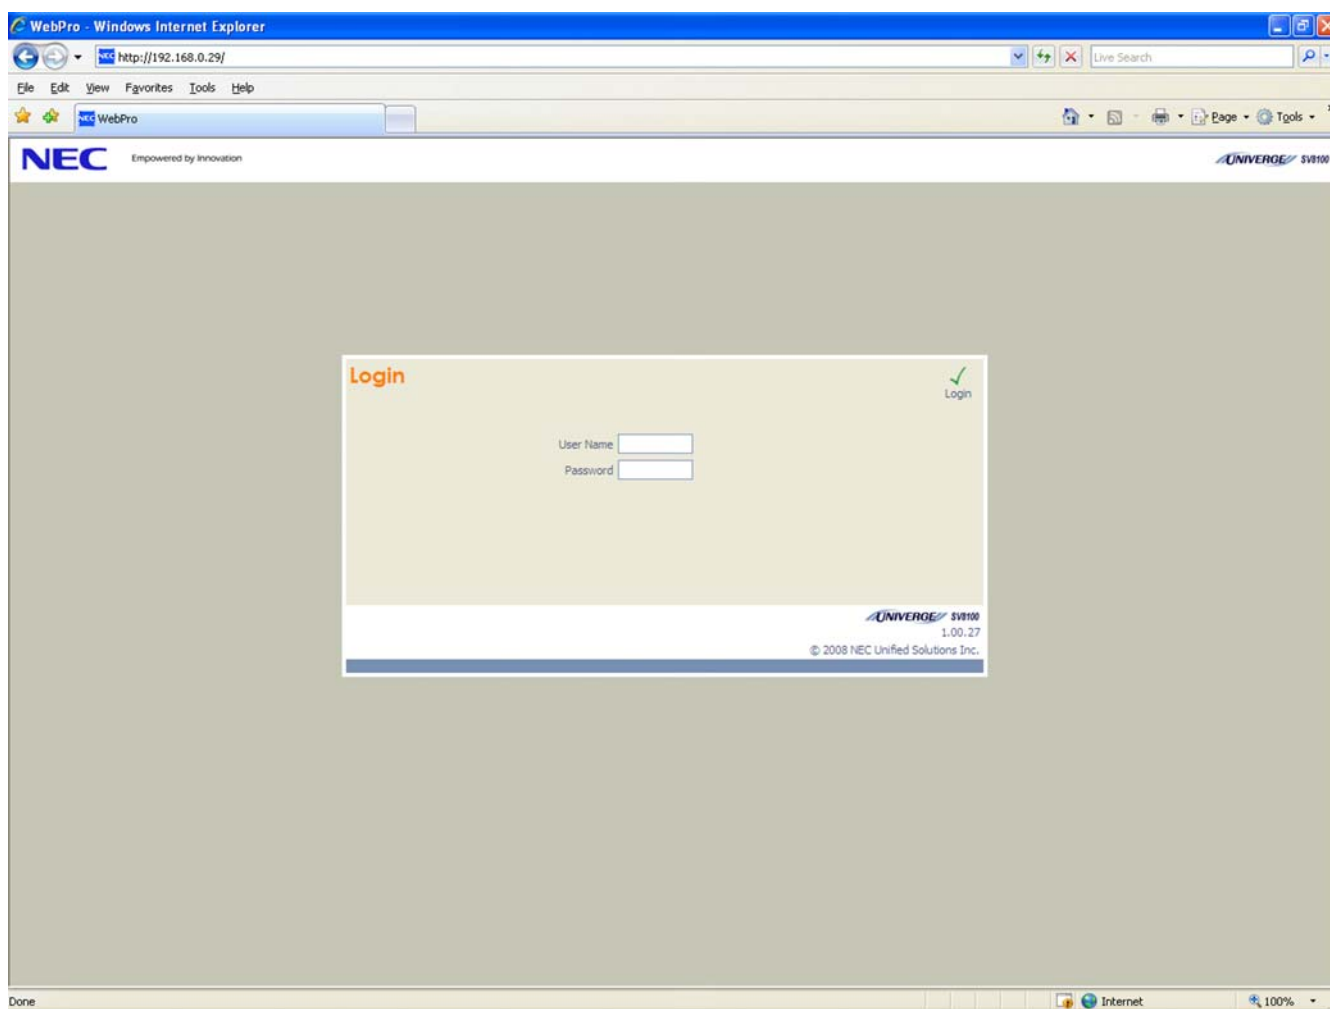 WebPro - Windows Internet Explorer
NEC http://192.168.0.29/ Live Search
File Edit View Favorites Tools Help
NEC WebPro Page Tools
NEC Empowered by Innovation UNIVERGE SV8100
Login
Login
User Name
Password
UNIVERGE SV8100
1.00.27
© 2008 NEC Unified Solutions Inc.
Done Internet 100%